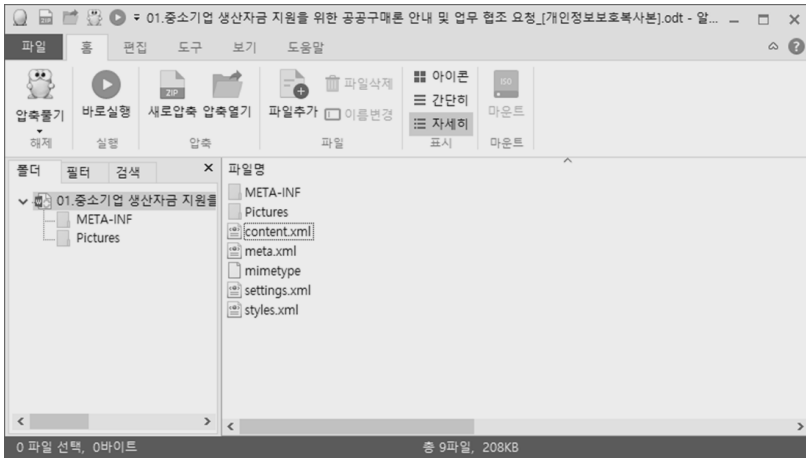 01.중소기업 생산자금 지원을 위한 공공구매론 안내 및 업무 협조 요청_[개인정보보호복사본].odt - 알...
파일 홈 편집 도구 보기 도움말
압축풀기 바로실행 새로압축 압축열기 파일추가 파일삭제 이름변경 아이콘 간단히 자세히 마운트
ZIP ISO
해제 실행 압축 파일 표시 마운트
폴더 필터 검색
01.중소기업 생산자금 지원을
META-INF
Pictures
파일명
META-INF
Pictures
content.xml
meta.xml
mimetype
settings.xml
styles.xml
0 파일 선택, 0바이트
총 9파일, 208KB